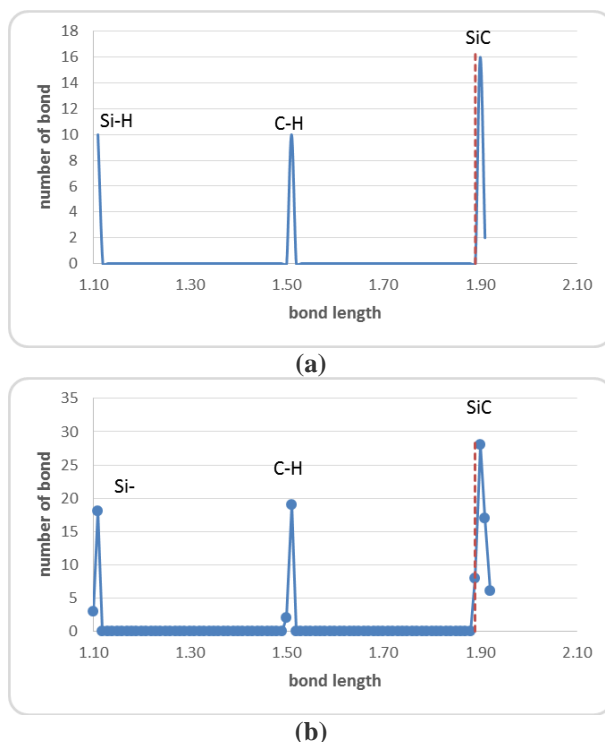 18
16
14
12
10
8
6
4
2
0
number of bond
Si-H
C-H
SiC
1.10 1.30 1.50 1.70 1.90 2.10
bond length
(a)
35
30
25
20
15
10
5
0
number of bond
Si-
C-H
SiC
1.10 1.30 1.50 1.70 1.90 2.10
bond length
(b)